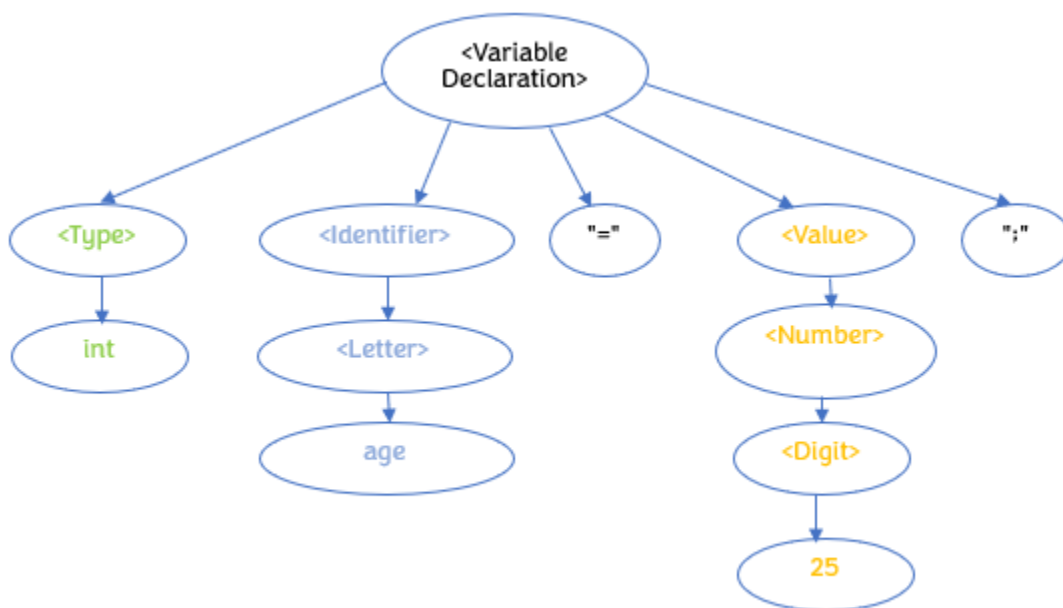 <Variable
Declaration>
<Type>
<Identifier>
"="
<Value>
";"
int
<Letter>
<Number>
age
<Digit>
25